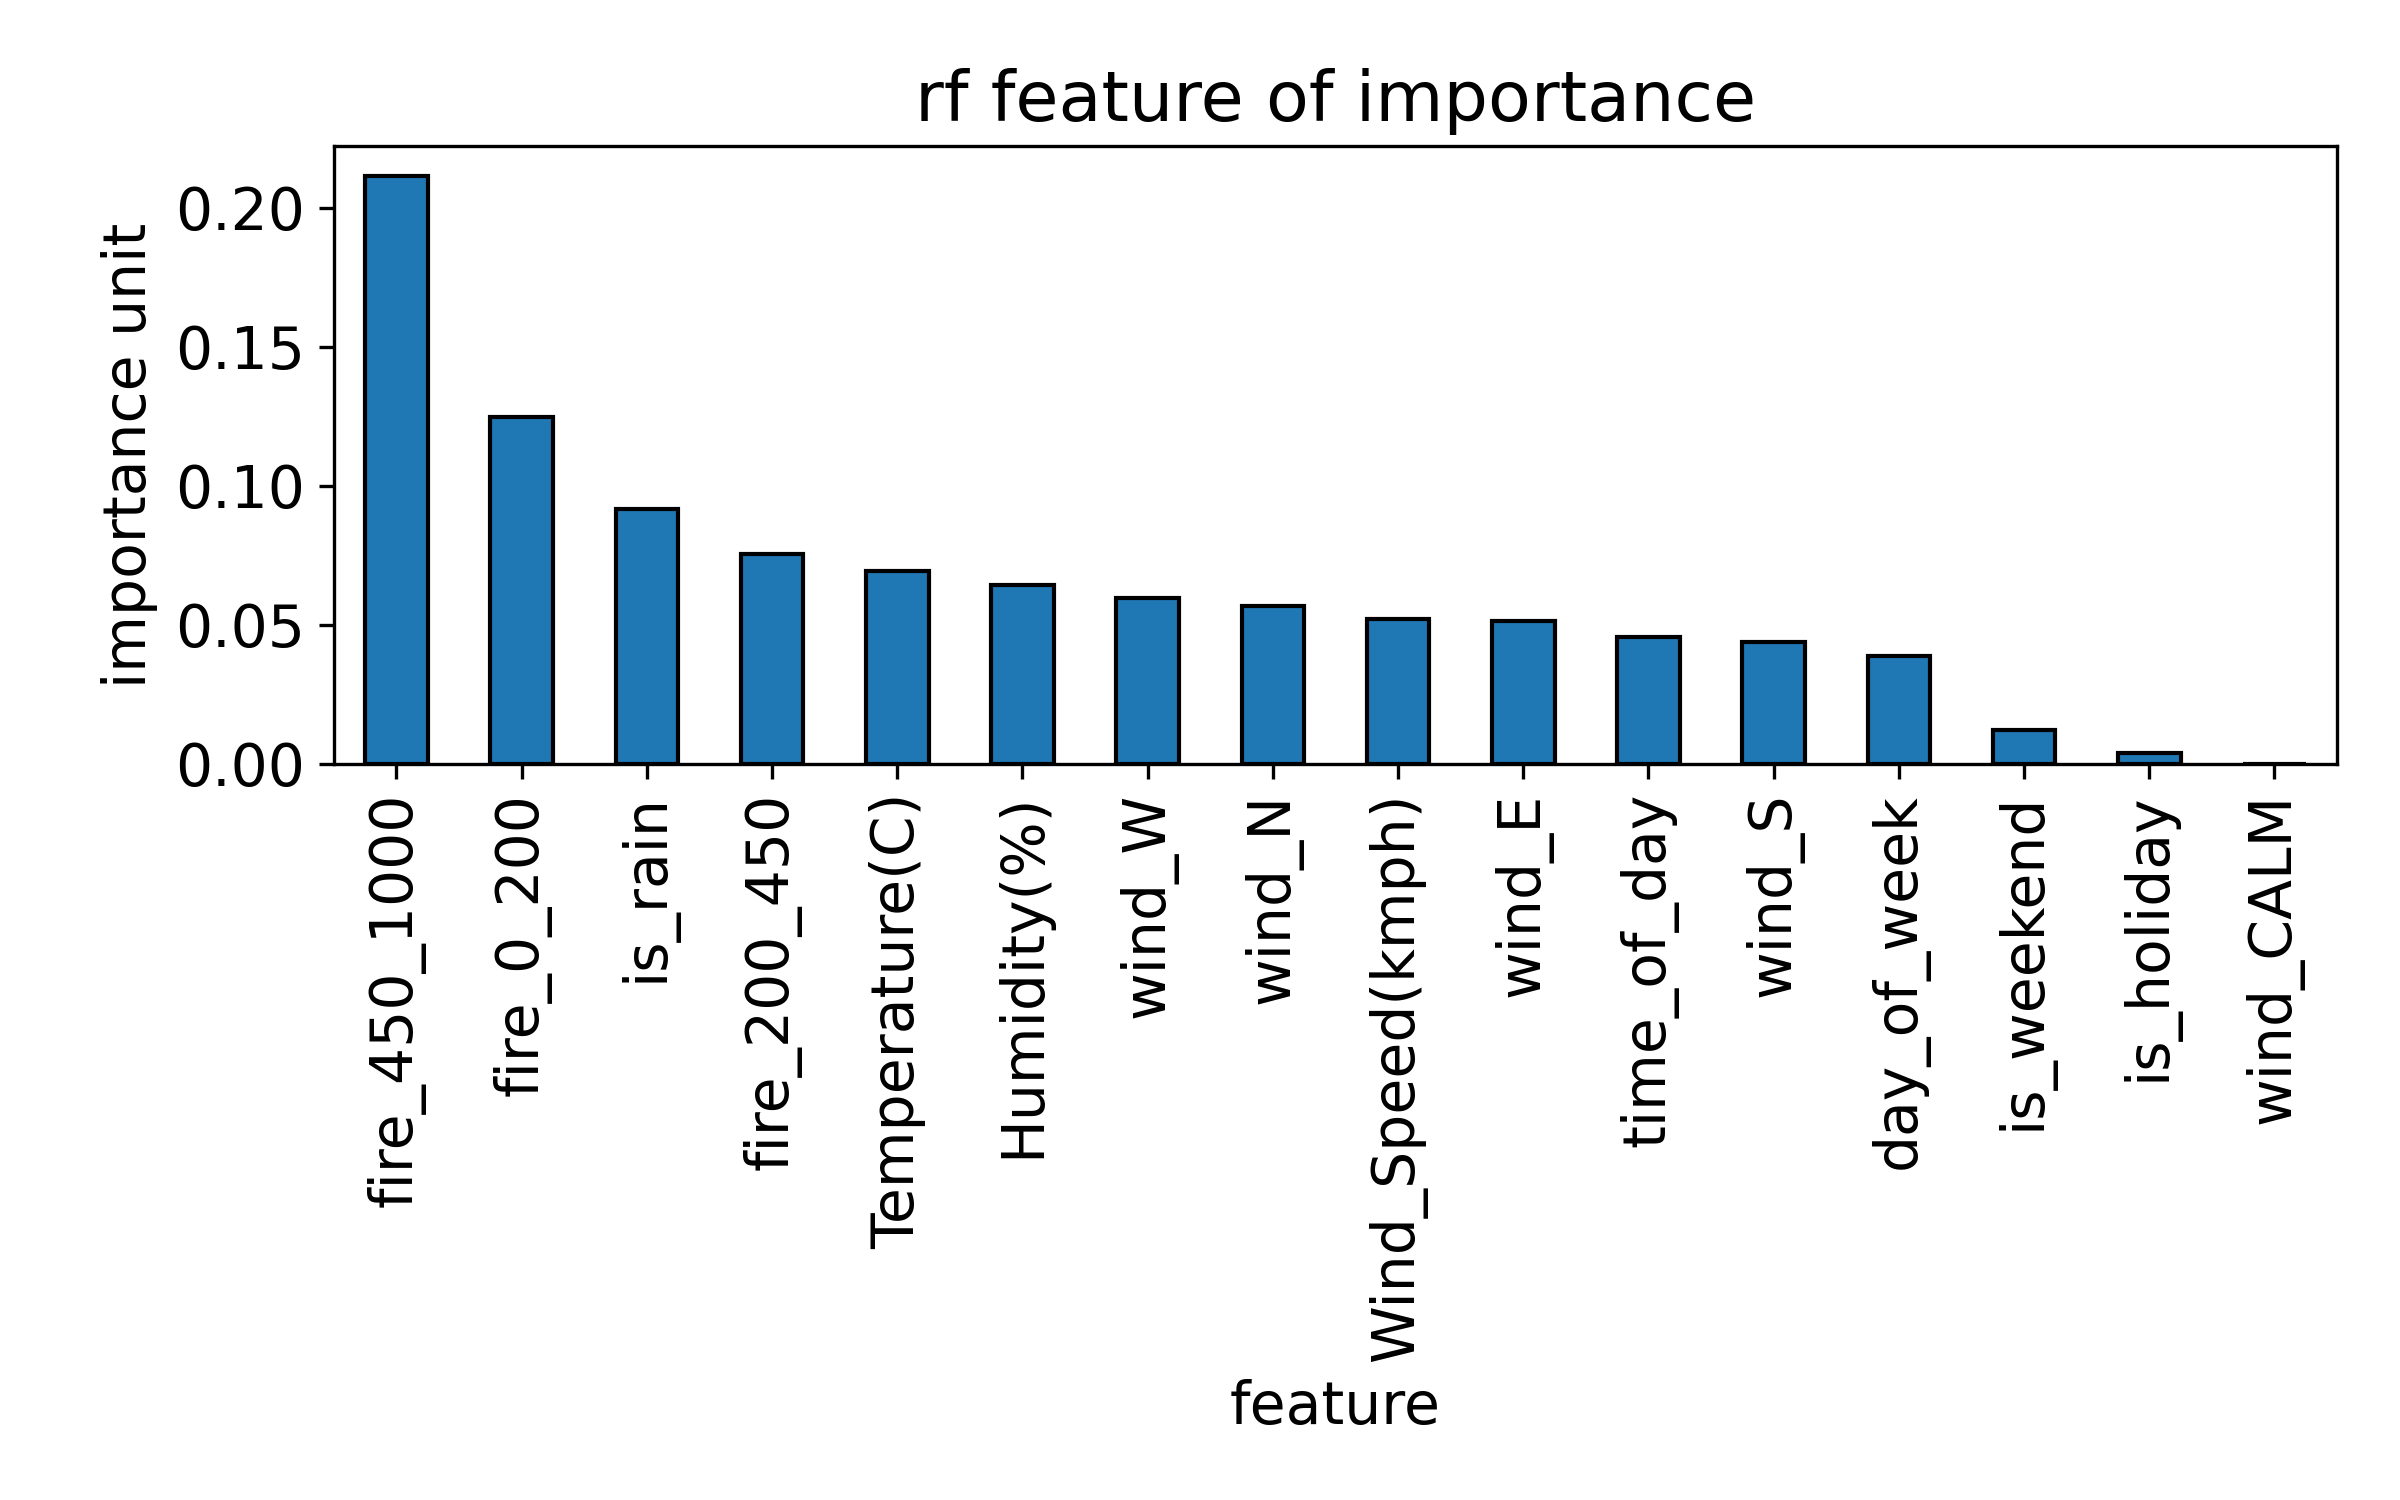 rf feature of importance
importance unit
0.20
0.15
0.10
0.05
0.00
fire_450_1000
fire_0_200
is_rain
fire_200_450
Temperature(C)
Humidity(%)
wind_W
wind_N
Wind_Speed(kmph)
wind_E
time_of_day
wind_S
day_of_week
is_weekend
is_holiday
wind_CALM
feature